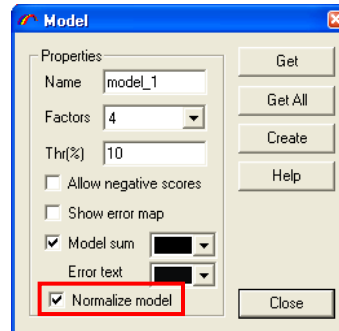 Model
Properties
Name model_1
Factors 4
Thr(%) 10
Allow negative scores
Show error map
Model sum
Error text
Normalize model
Get
Get All
Create
Help
Close